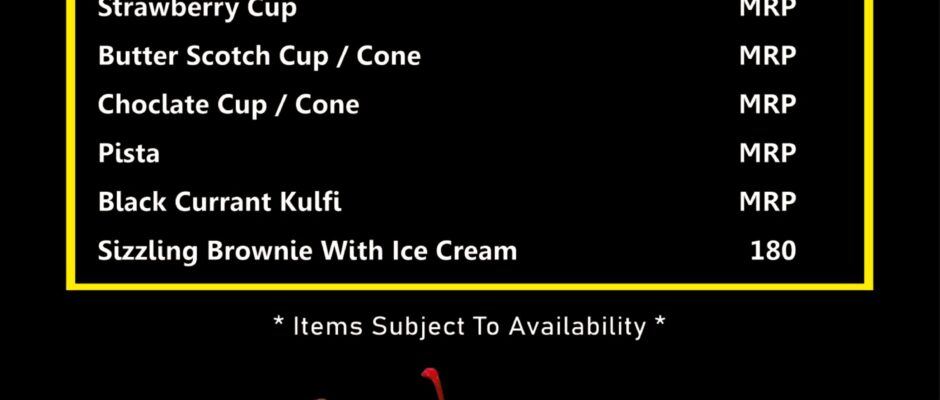 Strawberry Cup MRP
Butter Scotch Cup / Cone MRP
Choclate Cup / Cone MRP
Pista MRP
Black Currant Kulfi MRP
Sizzling Brownie With Ice Cream 180
* Items Subject To Availability *